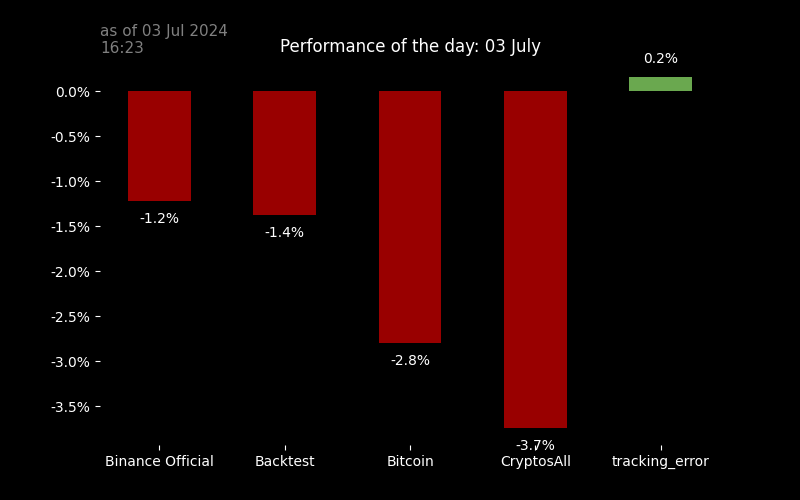 as of 03 Jul 2024
16:23
Performance of the day: 03 July
0.2%
0.0%
-0.5%
-1.0%
-1.5%
-2.0%
-2.5%
-3.0%
-3.5%
-1.2%
-1.4%
-2.8%
-3.7%
Binance Official
Backtest
Bitcoin
CryptosAll
tracking_error